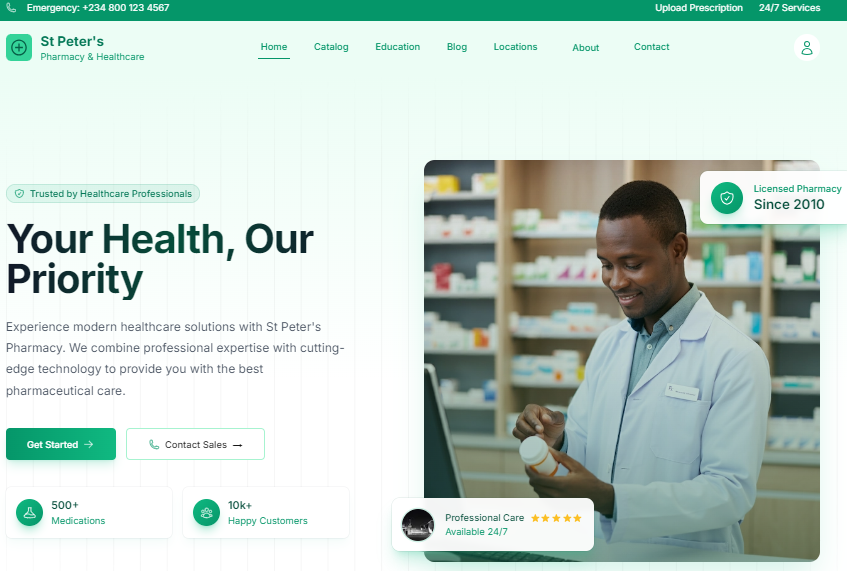 Emergency: +234 800 123 4567
Upload Prescription
24/7 Services
St Peter's
Pharmacy & Healthcare
Home
Catalog
Education
Blog
Locations
About
Contact
Trusted by Healthcare Professionals
Your Health, Our
Priority
Experience modern healthcare solutions with St Peter's
Pharmacy. We combine professional expertise with cutting-
edge technology to provide you with the best
pharmaceutical care.
Get Started →
Contact Sales →
500+
Medications
10k+
Happy Customers
Licensed Pharmacy
Since 2010
Professional Care ★★★★★
Available 24/7